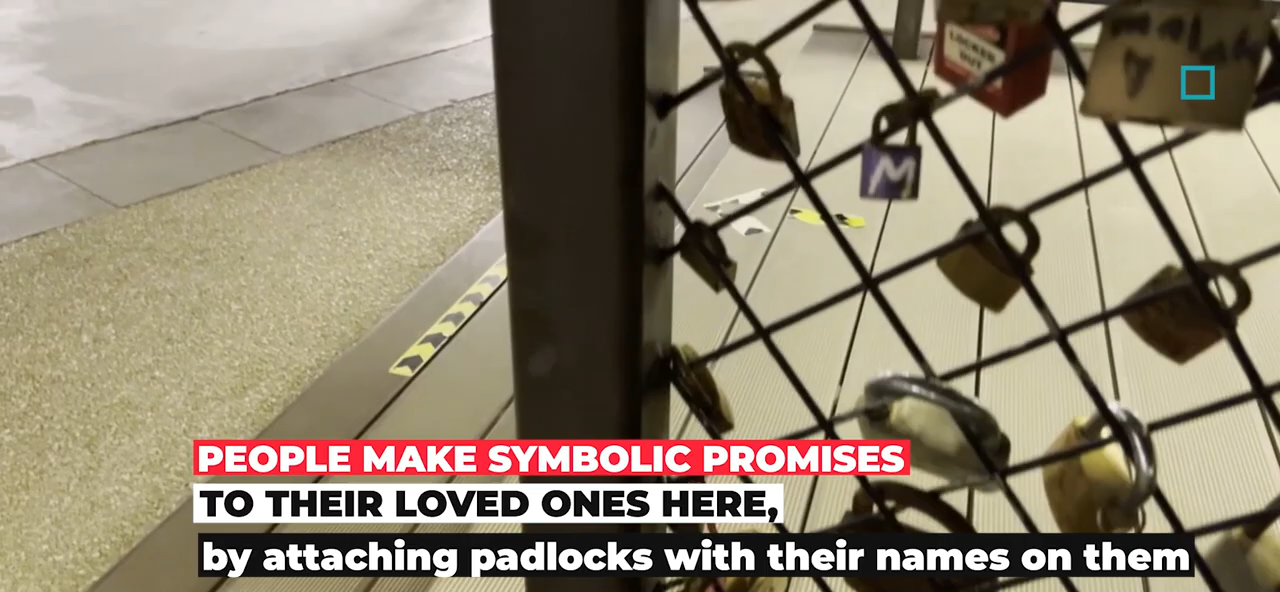 LOCKED
OUT
M
PEOPLE MAKE SYMBOLIC PROMISES
TO THEIR LOVED ONES HERE,
by attaching padlocks with their names on them